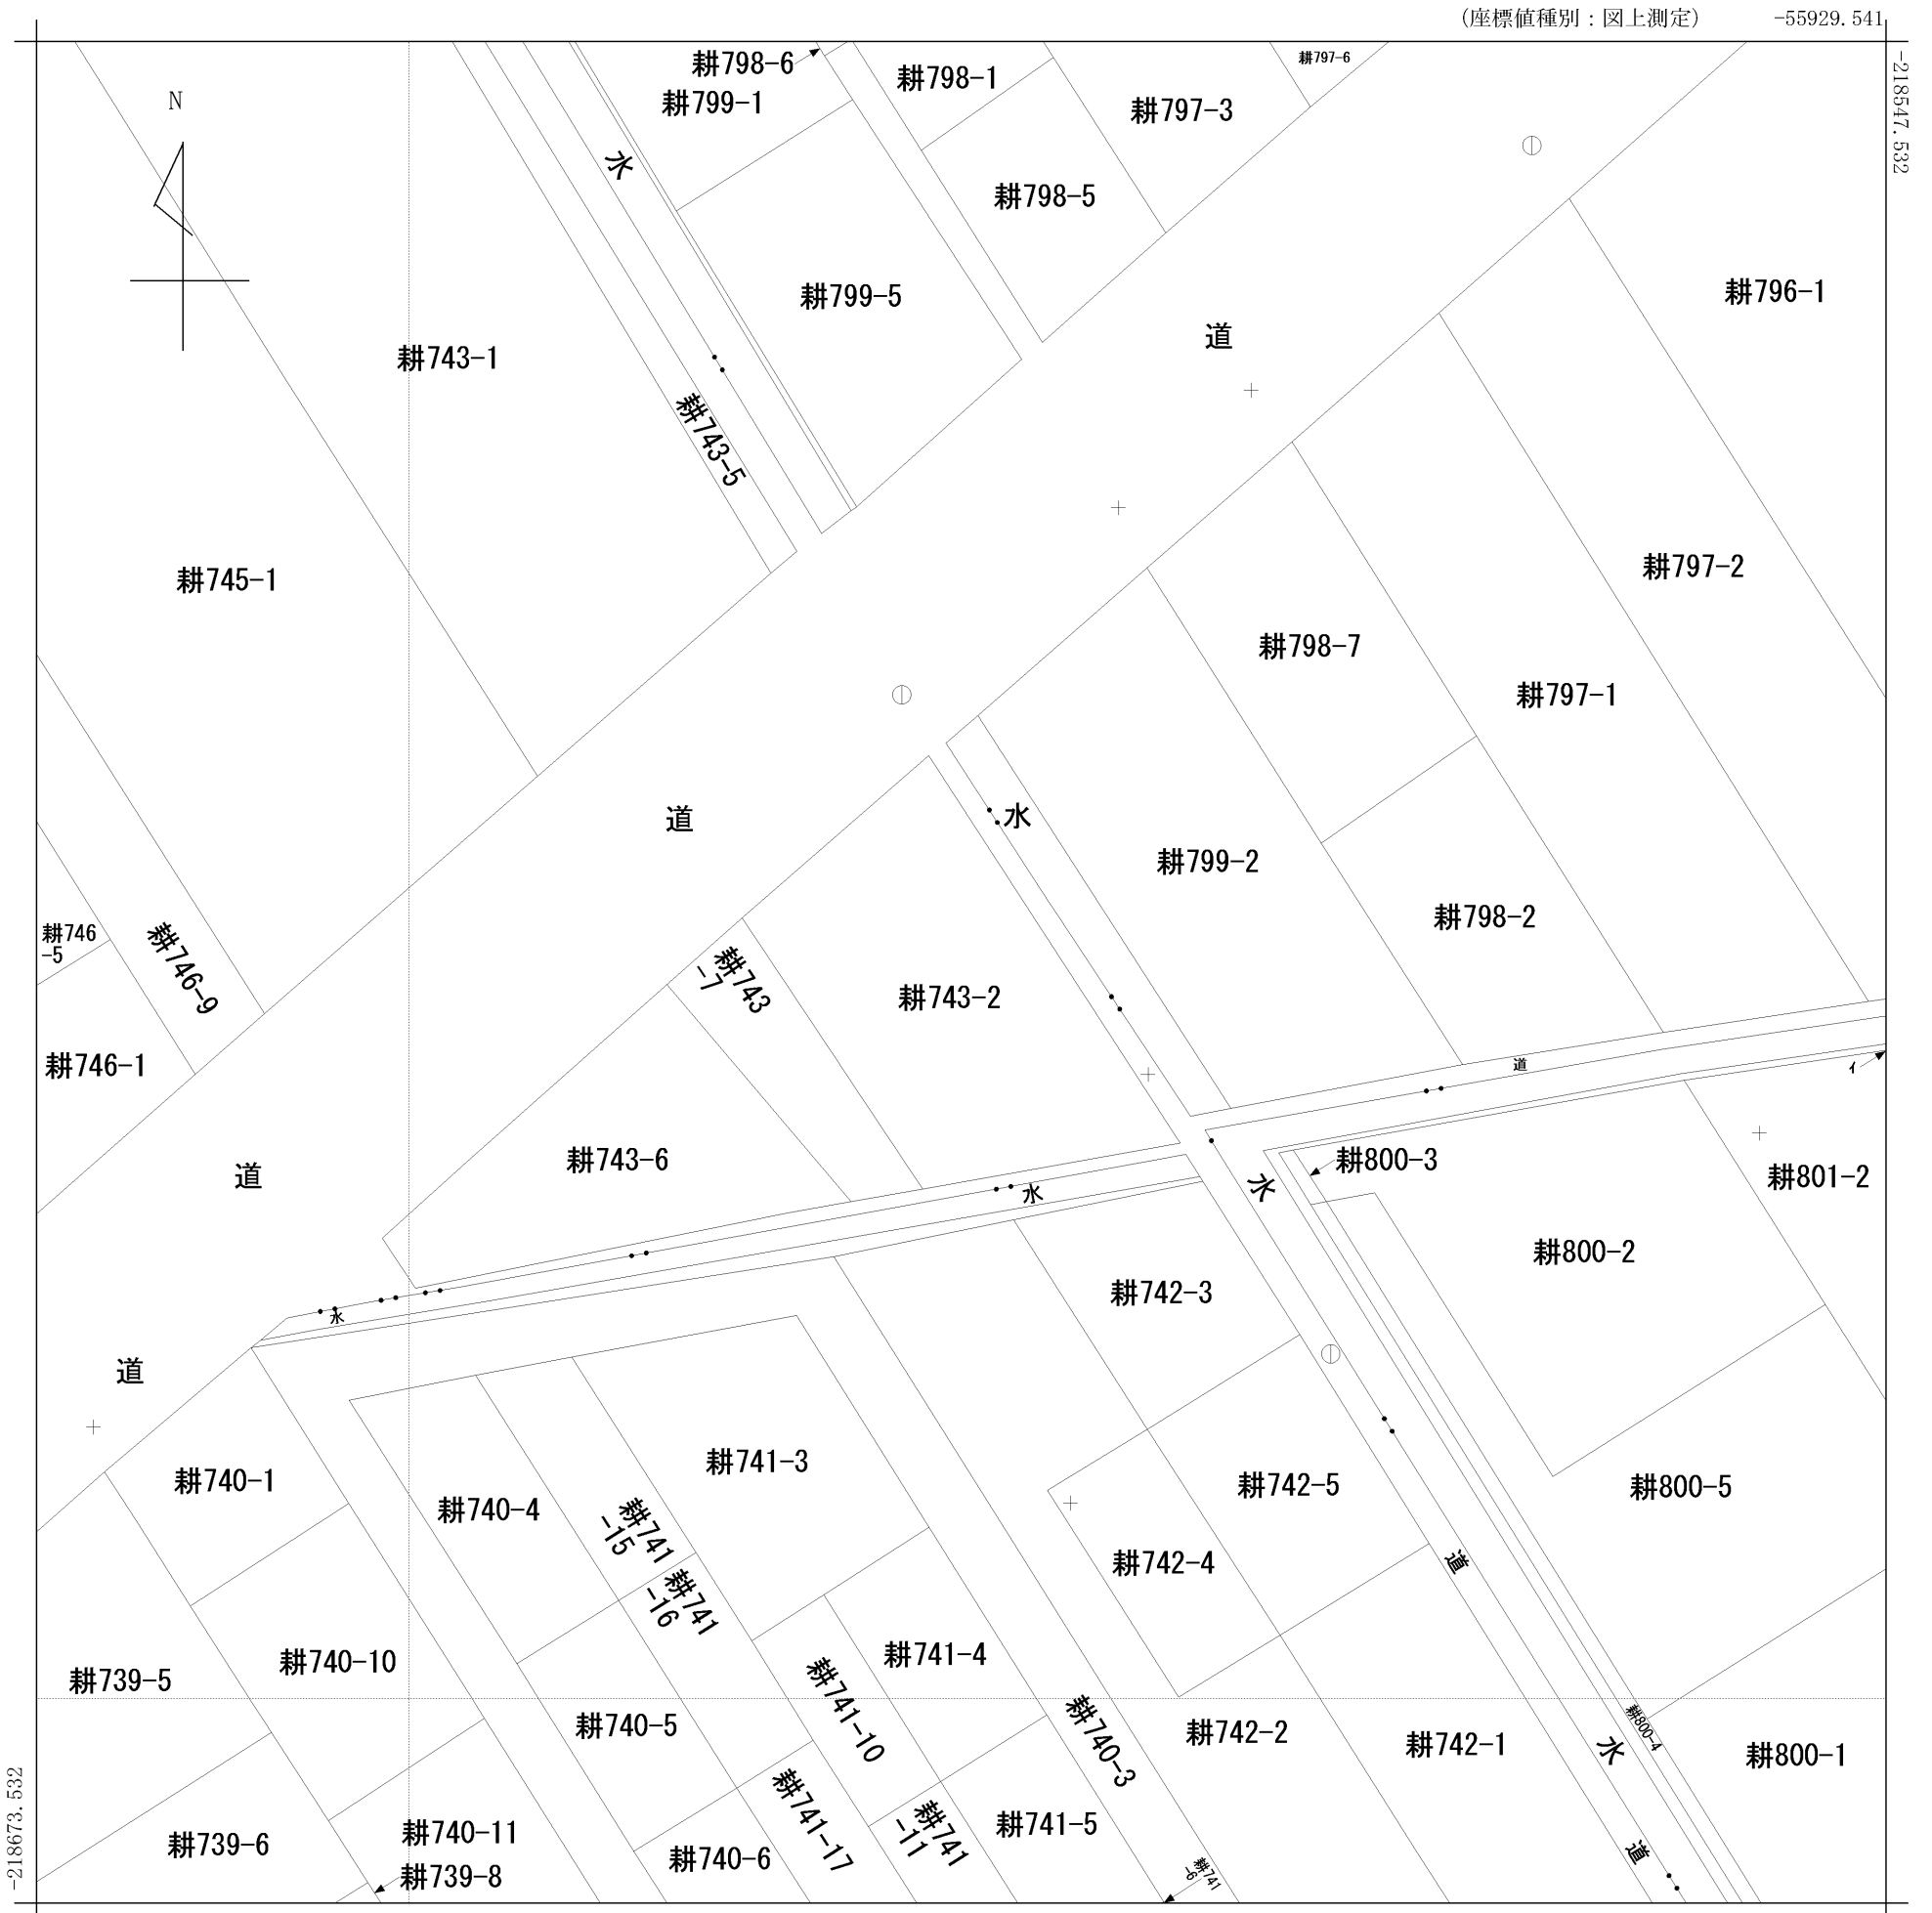 (座標値種別：図上測定)
-55929.541
-218547.532
N
耕798-6
耕799-1
耕798-1
耕797-6
耕797-3
水
耕798-5
耕796-1
耕799-5
道
耕743-1
耕743-5
耕745-1
耕797-2
耕798-7
耕797-1
道
水
耕799-2
耕798-2
耕746
-5
耕746-9
耕743
-7
耕743-2
耕746-1
道
イ
耕743-6
耕800-3
道
耕801-2
水
水
耕800-2
耕742-3
水
道
耕741-3
耕740-1
耕742-5
耕800-5
耕740-4
耕741
-15
耕742-4
道
耕741
-16
耕741-4
耕740-10
耕739-5
耕741-10
耕740-5
耕740-3
耕742-2
耕742-1
水
耕800-4
耕800-1
耕741-17
耕741
-11
耕741-5
耕740-11
耕739-6
耕740-6
耕739-8
耕741
-6
道
-218673.532